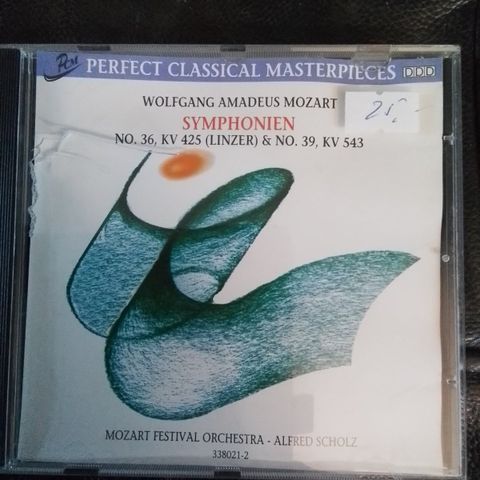 PCM PERFECT CLASSICAL MASTERPIECES DDD
WOLFGANG AMADEUS MOZART
25,-
SYMPHONIEN
NO. 36, KV 425 (LINZER) & NO. 39, KV 543
MOZART FESTIVAL ORCHESTRA - ALFRED SCHOLZ
338021-2